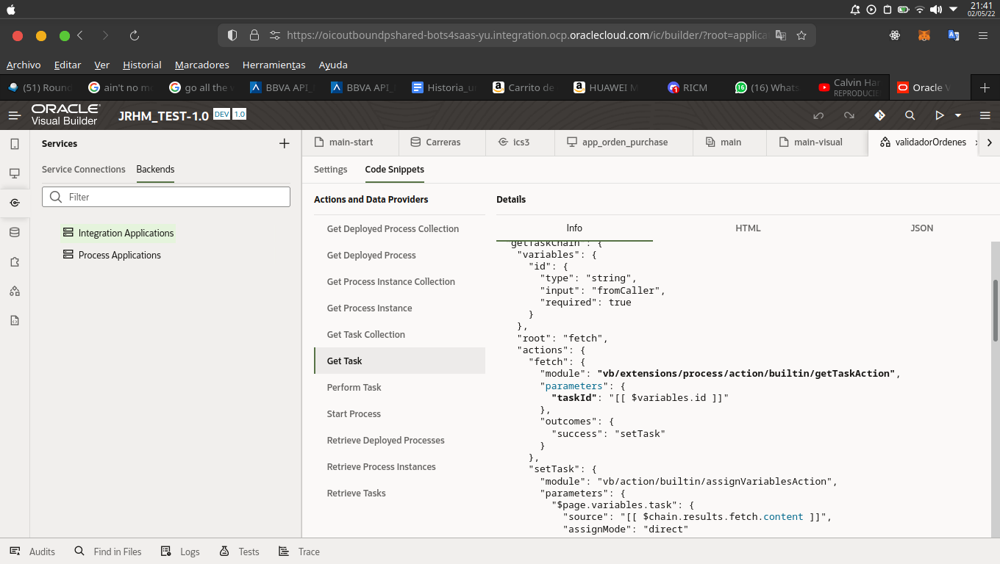 21:41
02/05/22
https://oicoutboundpshared-bots4saas-yu.integration.ocp.oraclecloud.com/ic/builder/?root=applica
Archivo Editar Ver Historial Marcadores Herramientas Ayuda
(51) Round
ain't no m
go all the
BBVA API_
BBVA API_
Historia_u
Carrito de
HUAWEI M
RICM
16
(16) Whats
Calvin Har
REPRODUCIE
Oracle V
ORACLE
Visual Builder
JRHM_TEST-1.0 DEV 1.0
Services
main-start
Carreras
ics3
app_orden_purchase
main
main-visual
validadorOrdenes
Service Connections
Backends
Settings
Code Snippets
Filter
Actions and Data Providers
Details
Integration Applications
Process Applications
Get Deployed Process Collection
Get Deployed Process
Get Process Instance Collection
Get Process Instance
Get Task Collection
Get Task
Perform Task
Start Process
Retrieve Deployed Processes
Retrieve Process Instances
Retrieve Tasks
Info
HTML
JSON
"getTaskChain": {
"variables": {
"id": {
"type": "string",
"input": "fromCaller",
"required": true
}
},
"root": "fetch",
"actions": {
"fetch": {
"module": "vb/extensions/process/action/builtin/getTaskAction",
"parameters": {
"taskId": "[[ $variables.id ]]"
},
"outcomes": {
"success": "setTask"
}
},
"setTask": {
"module": "vb/action/builtin/assignVariablesAction",
"parameters": {
"$page.variables.task": {
"source": "[[ $chain.results.fetch.content ]]",
"assignMode": "direct"
Audits
Find in Files
Logs
Tests
Trace